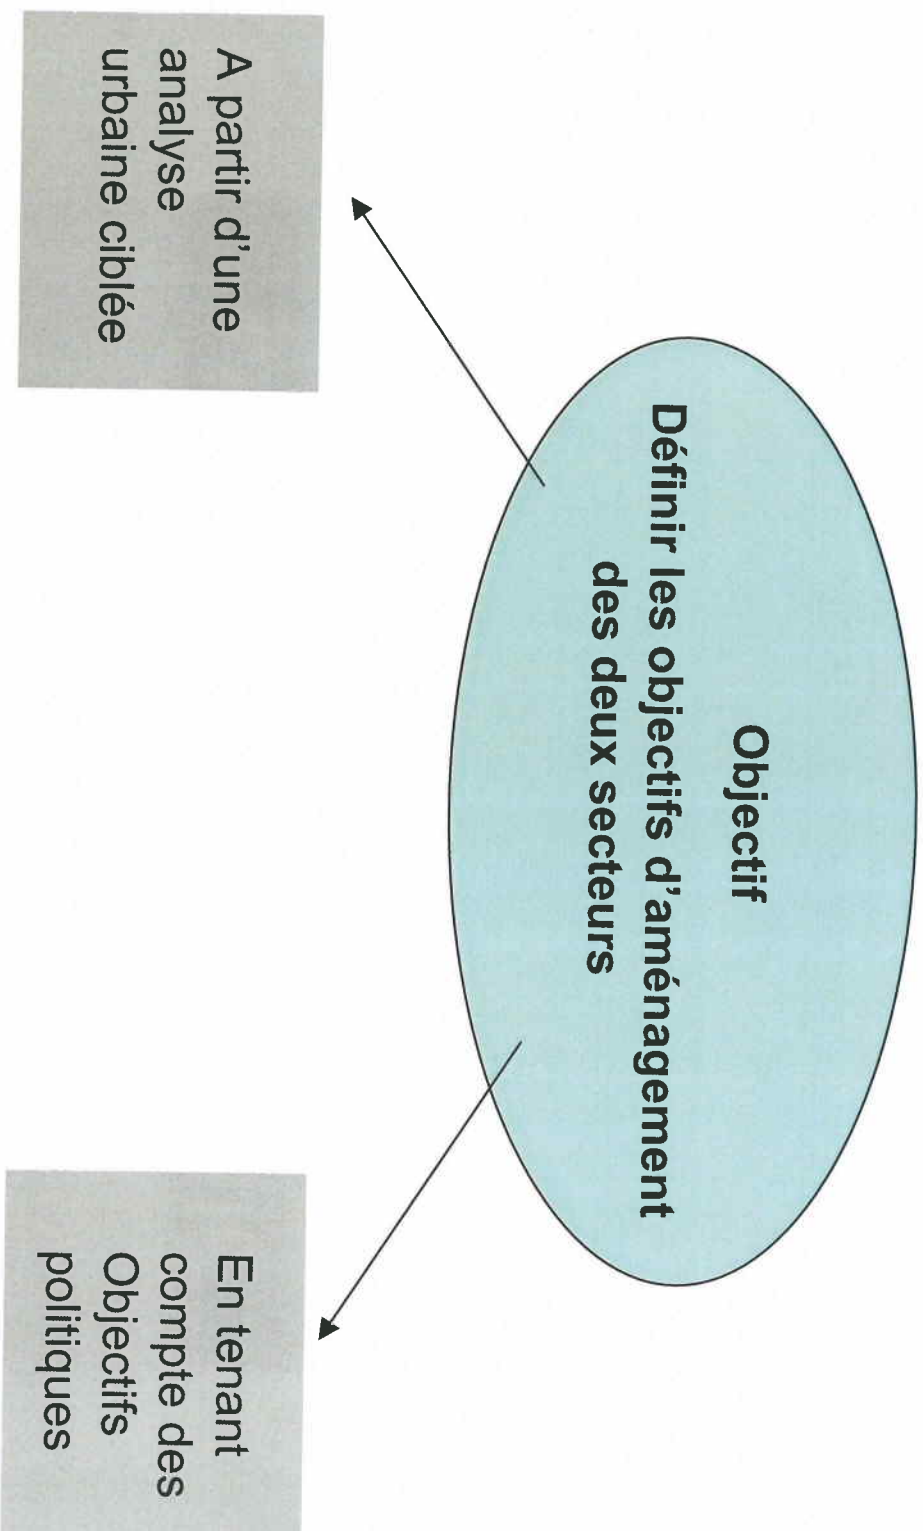 Objectif
Définir les objectifs d'aménagement
des deux secteurs
A partir d'une
analyse
urbaine ciblée
En tenant
compte des
Objectifs
politiques